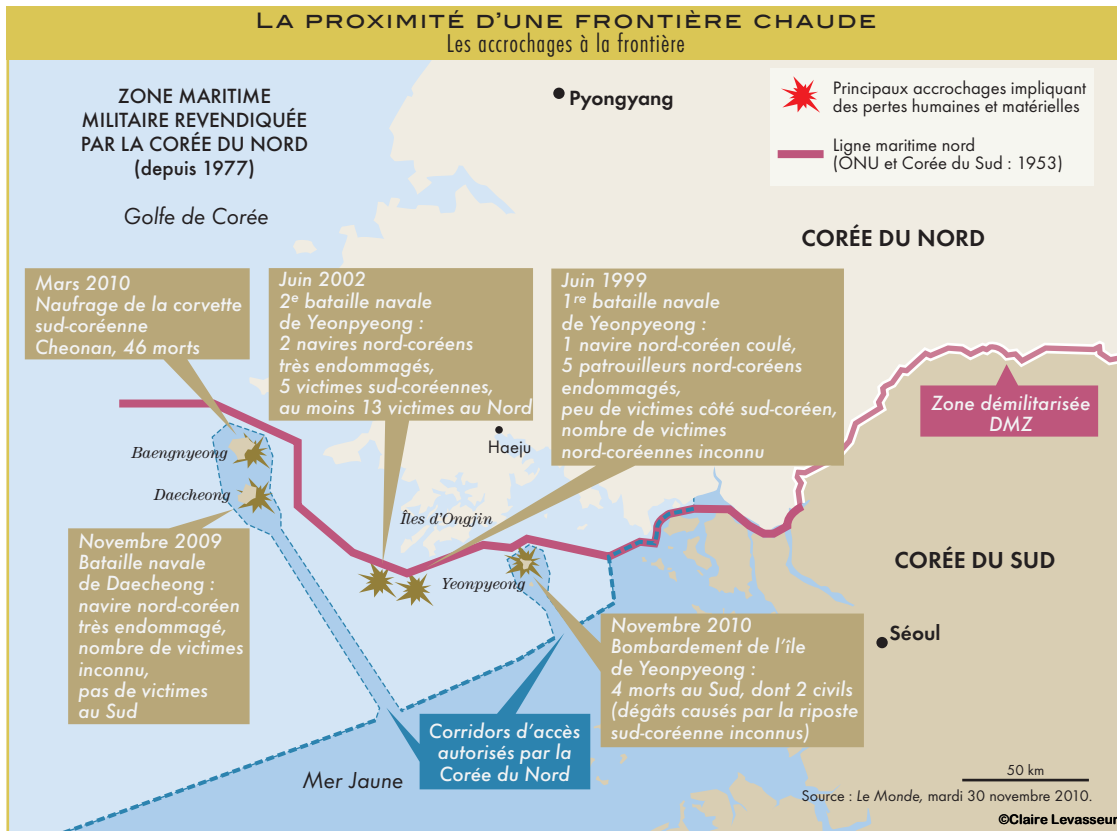 LA PROXIMITÉ D'UNE FRONTIÈRE CHAUDE
Les accrochages à la frontière
ZONE MARITIME
MILITAIRE REVENDIQUÉE
PAR LA CORÉE DU NORD
(depuis 1977)
Golfe de Corée
Pyongyang
Principaux accrochages impliquant
des pertes humaines et matérielles
Ligne maritime nord
(ONU et Corée du Sud : 1953)
CORÉE DU NORD
Mars 2010
Naufrage de la corvette
sud-coréenne
Cheonan, 46 morts
Juin 2002
2e bataille navale
de Yeonpyeong :
2 navires nord-coréens
très endommagés,
5 victimes sud-coréennes,
au moins 13 victimes au Nord
Juin 1999
1re bataille navale
de Yeonpyeong :
1 navire nord-coréen coulé,
5 patrouilleurs nord-coréens
endommagés,
peu de victimes côté sud-coréen,
nombre de victimes
nord-coréennes inconnu
Zone démilitarisée
DMZ
Haeju
Baengnyeong
Daecheong
Îles d'Ongjin
Yeonpyeong
CORÉE DU SUD
Séoul
Novembre 2009
Bataille navale
de Daecheong :
navire nord-coréen
très endommagé,
nombre de victimes
inconnu,
pas de victimes
au Sud
Novembre 2010
Bombardement de l'île
de Yeonpyeong :
4 morts au Sud, dont 2 civils
(dégâts causés par la riposte
sud-coréenne inconnus)
Corridors d'accès
autorisés par la
Corée du Nord
Mer Jaune
50 km
Source : Le Monde, mardi 30 novembre 2010.
©Claire Levasseur